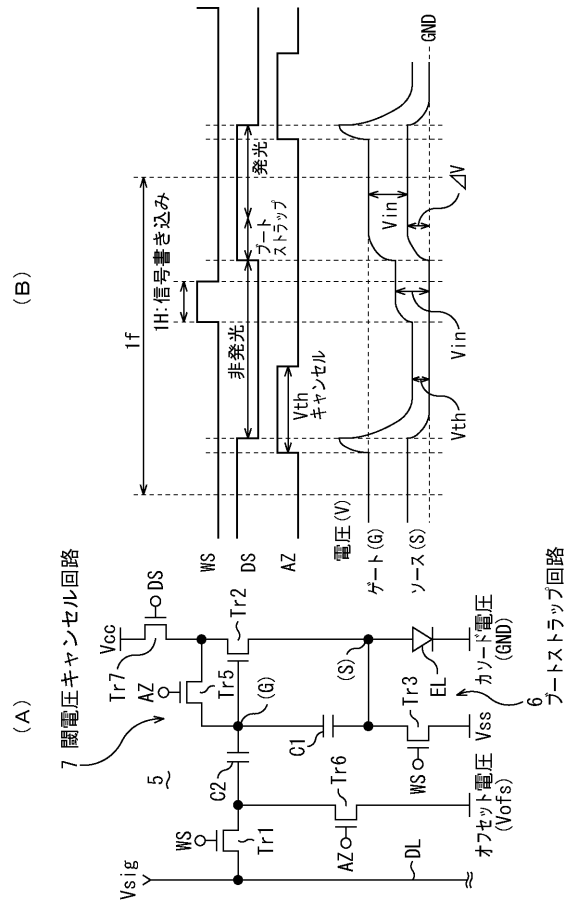 (A)
7 閾電圧キャンセル回路
Vcc
DS
Tr7
AZ
Tr5
Tr2
(G)
5
C2
C1
(S)
Vsig
WS
Tr1
AZ
Tr6
WS
Tr3
EL
DL
オフセット電圧
(Vofs)
Vss
カソード電圧
(GND)
6
ブートストラップ回路
(B)
1f
1H:信号書き込み
WS
DS
AZ
非発光
ブート
ストラップ
発光
Vth
キャンセル
電圧(V)
ゲート(G)
ソース(S)
Vin
GND
Vth
Vin
⊿V